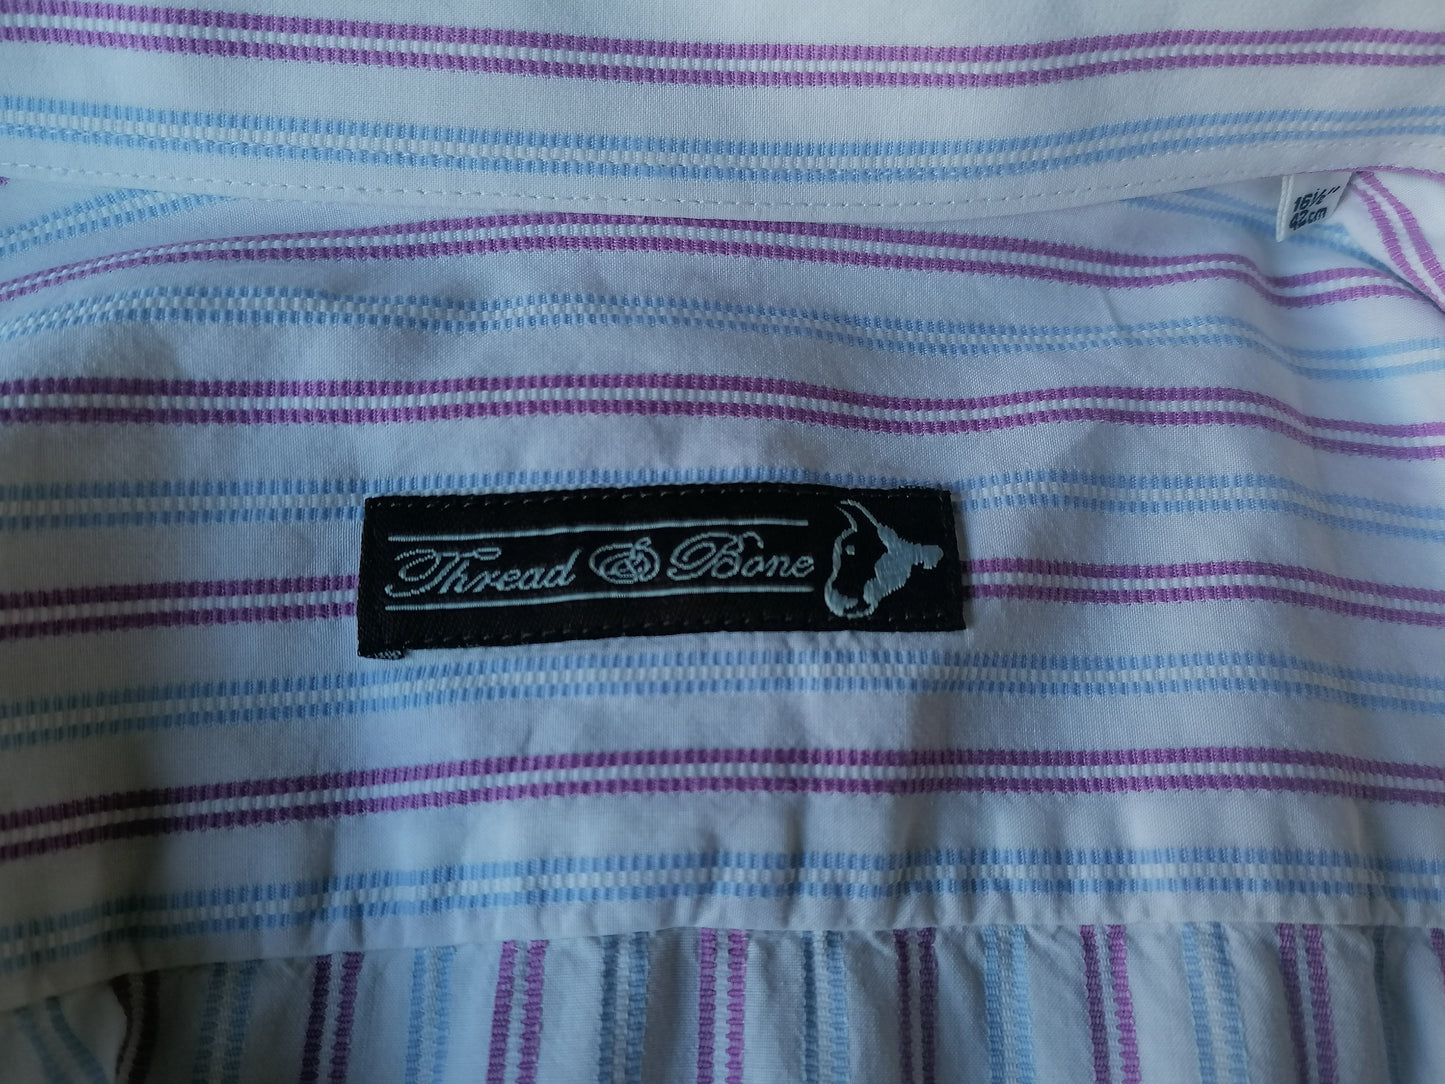 16½"
42cm
Thread & Bone